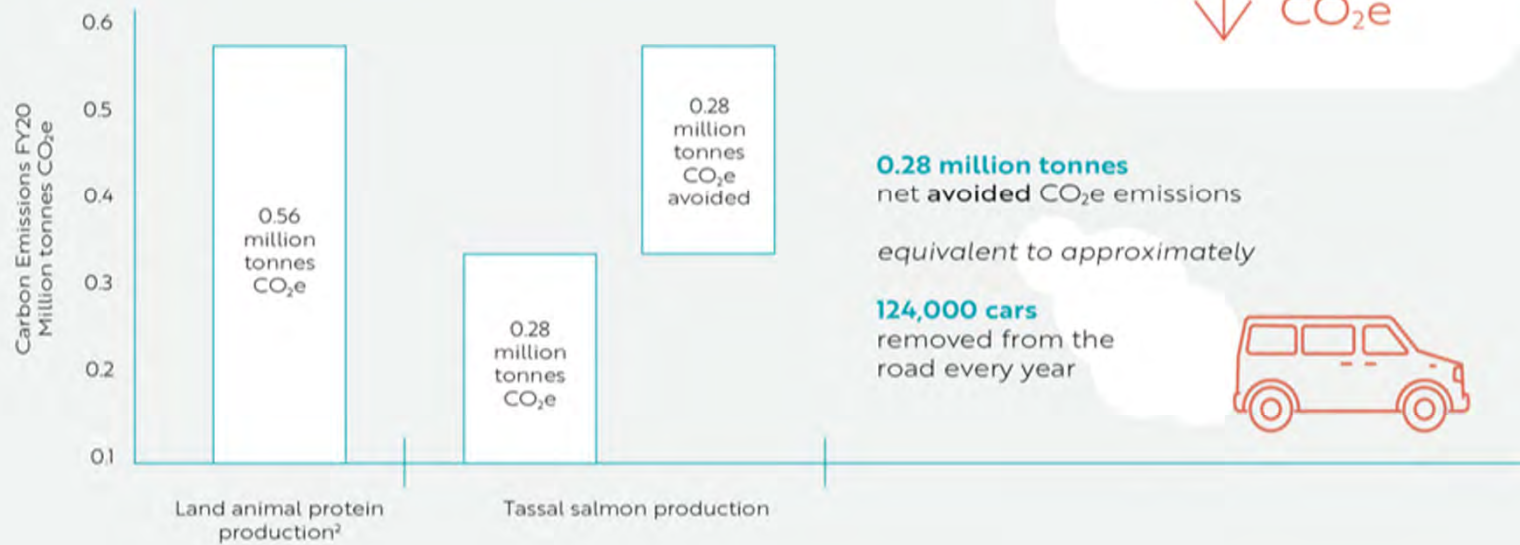 CO₂e
Carbon Emissions FY20
Million tonnes CO₂e
0.6
0.5
0.4
0.3
0.2
0.1
0.56
million
tonnes
CO₂e
0.28
million
tonnes
CO₂e
0.28
million
tonnes
CO₂e
avoided
Land animal protein
production²
Tassal salmon production
0.28 million tonnes
net avoided CO₂e emissions
equivalent to approximately
124,000 cars
removed from the
road every year